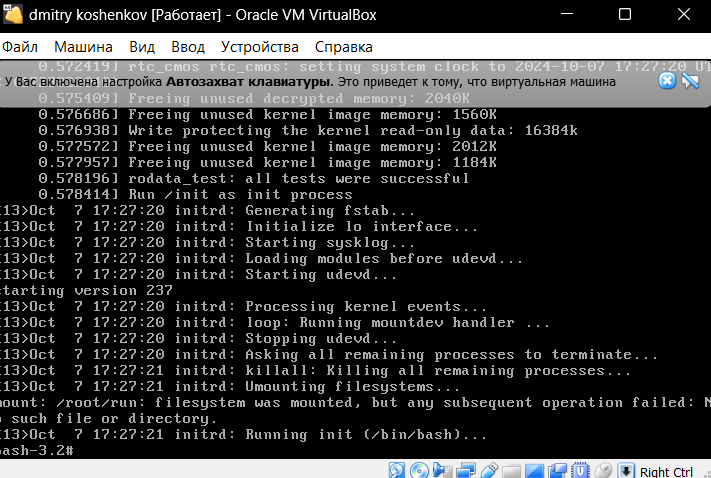 dmitry koshenkov [Работает] - Oracle VM VirtualBox
Файл Машина Вид Ввод Устройства Справка
0.572419] rtc_cmos rtc_cmos: setting system clock to 2024-10-07 17:27:20 UT
У Вас включена настройка Автозахват клавиатуры. Это приведет к тому, что виртуальная машина
0.575409] Freeing unused decrypted memory: 2040K
0.576686] Freeing unused kernel image memory: 1560K
0.576938] Write protecting the kernel read-only data: 16384k
0.577572] Freeing unused kernel image memory: 2012K
0.577957] Freeing unused kernel image memory: 1184K
0.578196] rodata_test: all tests were successful
0.578414] Run /init as init process
13>Oct 7 17:27:20 initrd: Generating fstab...
13>Oct 7 17:27:20 initrd: Initialize lo interface...
13>Oct 7 17:27:20 initrd: Starting sysklog...
13>Oct 7 17:27:20 initrd: Loading modules before udevd...
13>Oct 7 17:27:20 initrd: Starting udevd...
tarting version 237
13>Oct 7 17:27:20 initrd: Processing kernel events...
13>Oct 7 17:27:20 initrd: loop: Running mountdev handler ...
13>Oct 7 17:27:20 initrd: Stopping udevd...
13>Oct 7 17:27:20 initrd: Asking all remaining processes to terminate...
13>Oct 7 17:27:21 initrd: killall: Killing all remaining processes...
13>Oct 7 17:27:21 initrd: Umounting filesystems...
ount: /root/run: filesystem was mounted, but any subsequent operation failed: N
o such file or directory.
13>Oct 7 17:27:21 initrd: Running init (/bin/bash)...
bash-3.2#
Right Ctrl